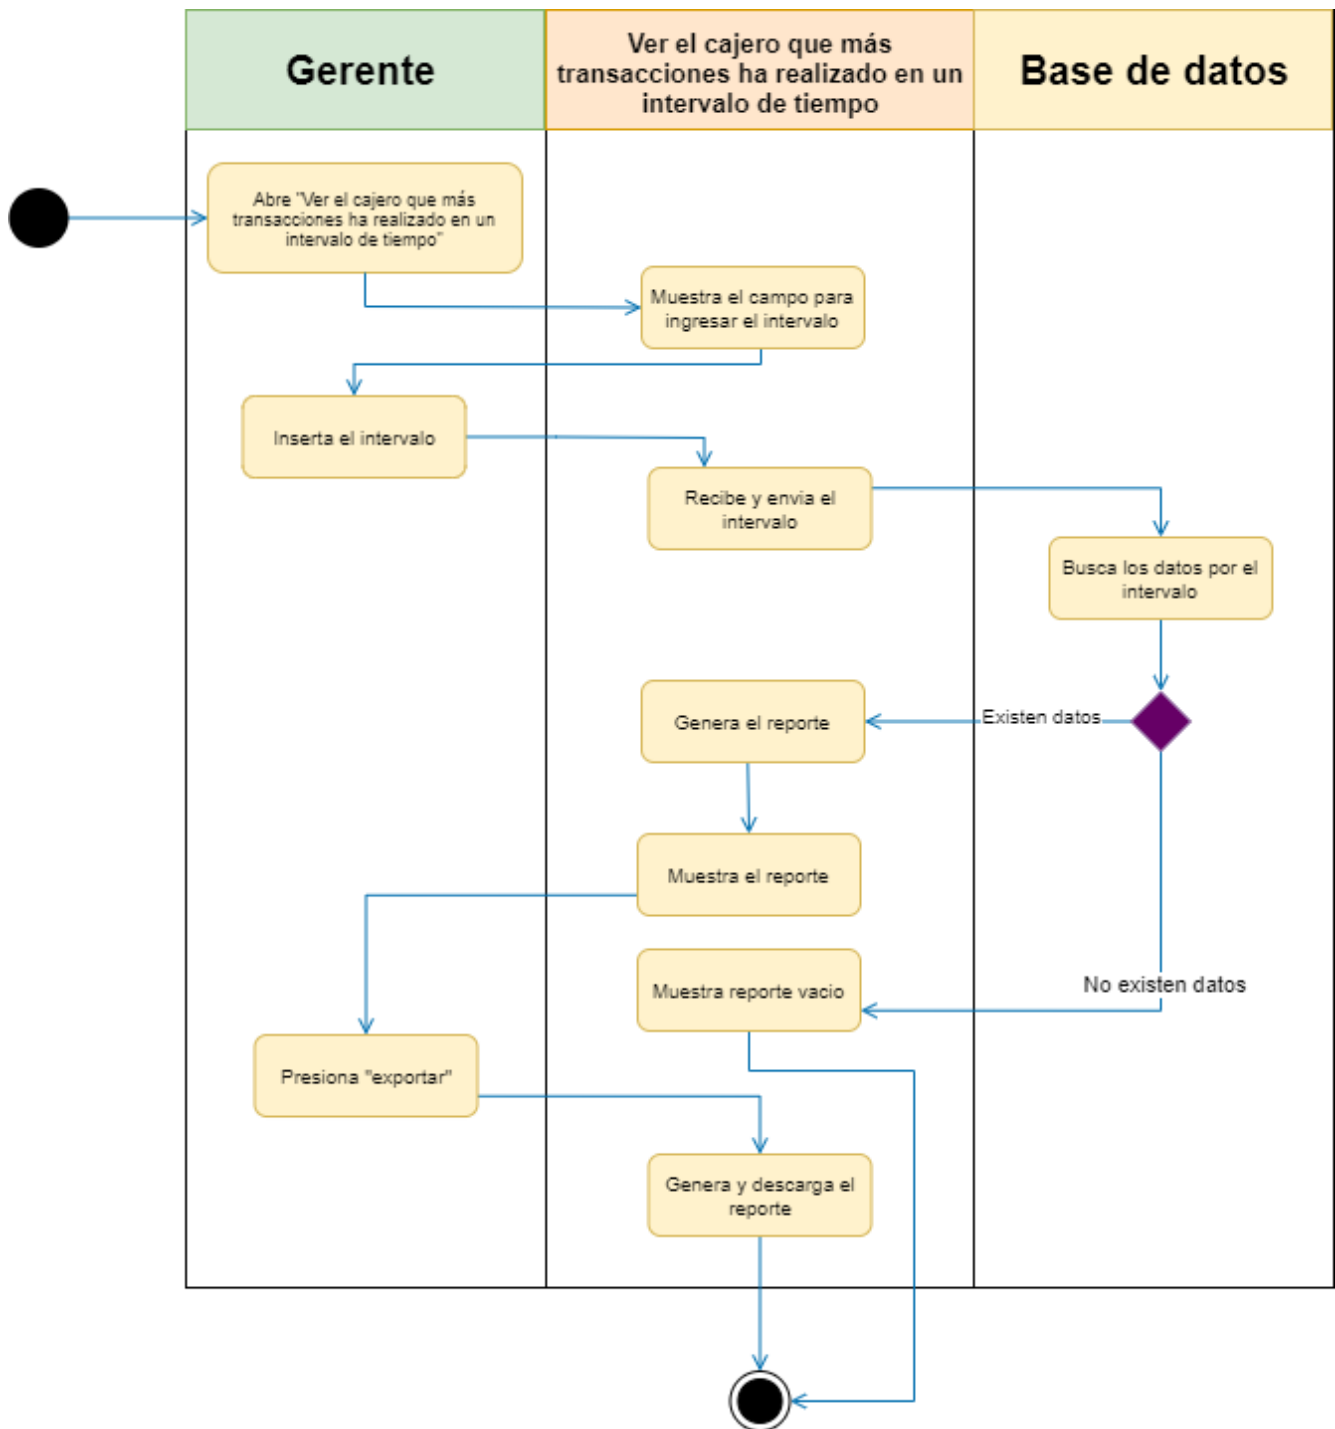 Gerente
Ver el cajero que más
transacciones ha realizado en un
intervalo de tiempo
Base de datos
Abre "Ver el cajero que más
transacciones ha realizado en un
intervalo de tiempo"
Muestra el campo para
ingresar el intervalo
Inserta el intervalo
Recibe y envia el
intervalo
Busca los datos por el
intervalo
Existen datos
Genera el reporte
Muestra el reporte
No existen datos
Muestra reporte vacio
Presiona "exportar"
Genera y descarga el
reporte